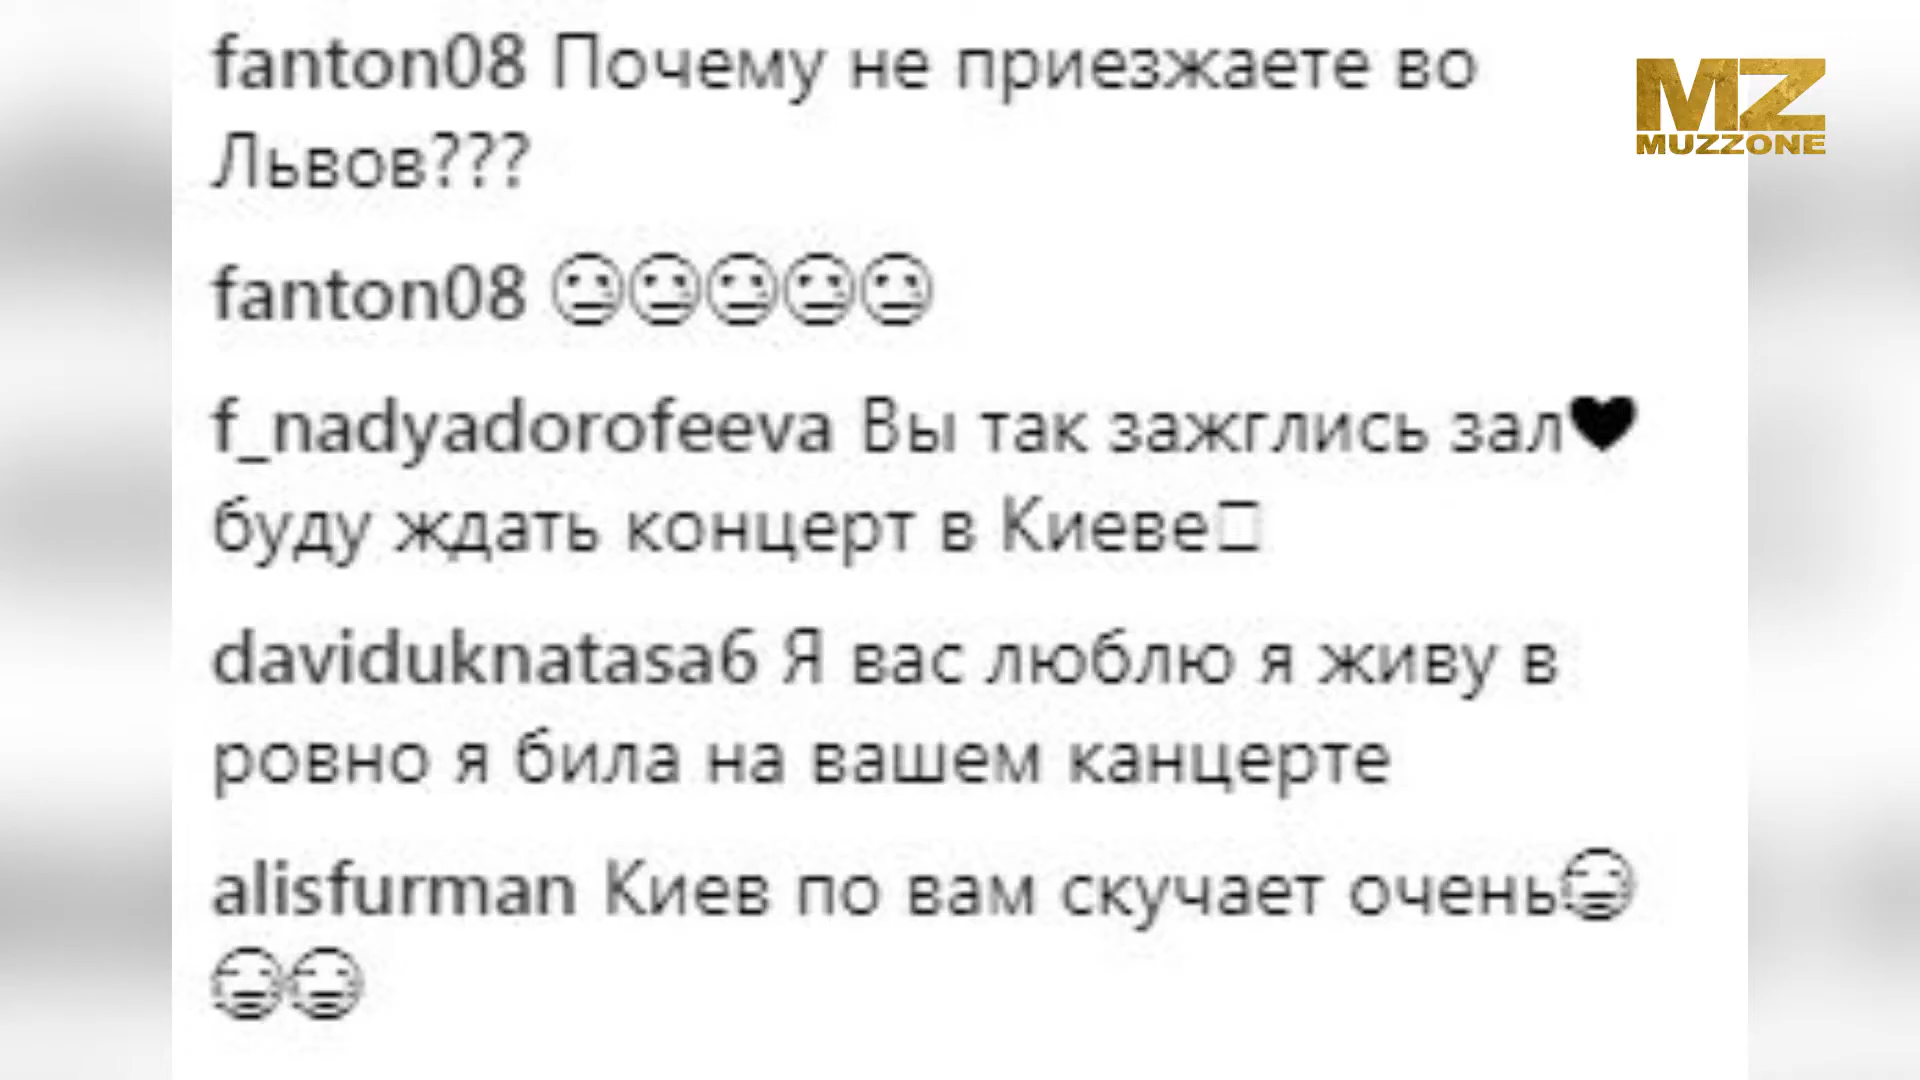 fanton08 Почему не приезжаете во
Львов???
fanton08 😒😒😒😒😒
f_nadyadorofeeva Вы так зажглись зал♥
буду ждать концерт в Киеве
daviduknatasa6 Я вас люблю я живу в
ровно я била на вашем канцерте
alisfurman Киев по вам скучает очень😂
😂😂
MZ
MUZZONE